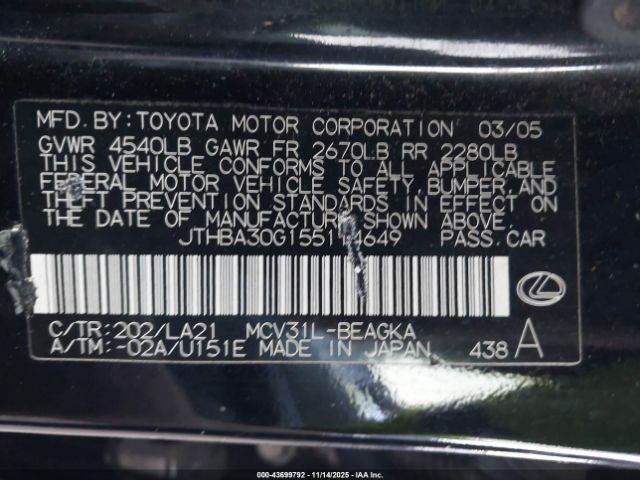 MFD. BY: TOYOTA MOTOR CORPORATION 03/05
GVWR 4540LB GAWR FR 2670LB RR 2280LB
THIS VEHICLE CONFORMS TO ALL APPLICABLE
FEDERAL MOTOR VEHICLE SAFETY, BUMPER, AND
THEFT PREVENTION STANDARDS IN EFFECT ON
THE DATE OF MANUFACTURE SHOWN ABOVE.
PASS. CAR
C/TR: 202/LA21 MCV31L-BEAGKA
A/TM: -02A/U151E MADE IN JAPAN 438 A
000-43699792 - 11/14/2025 - IAA Inc.